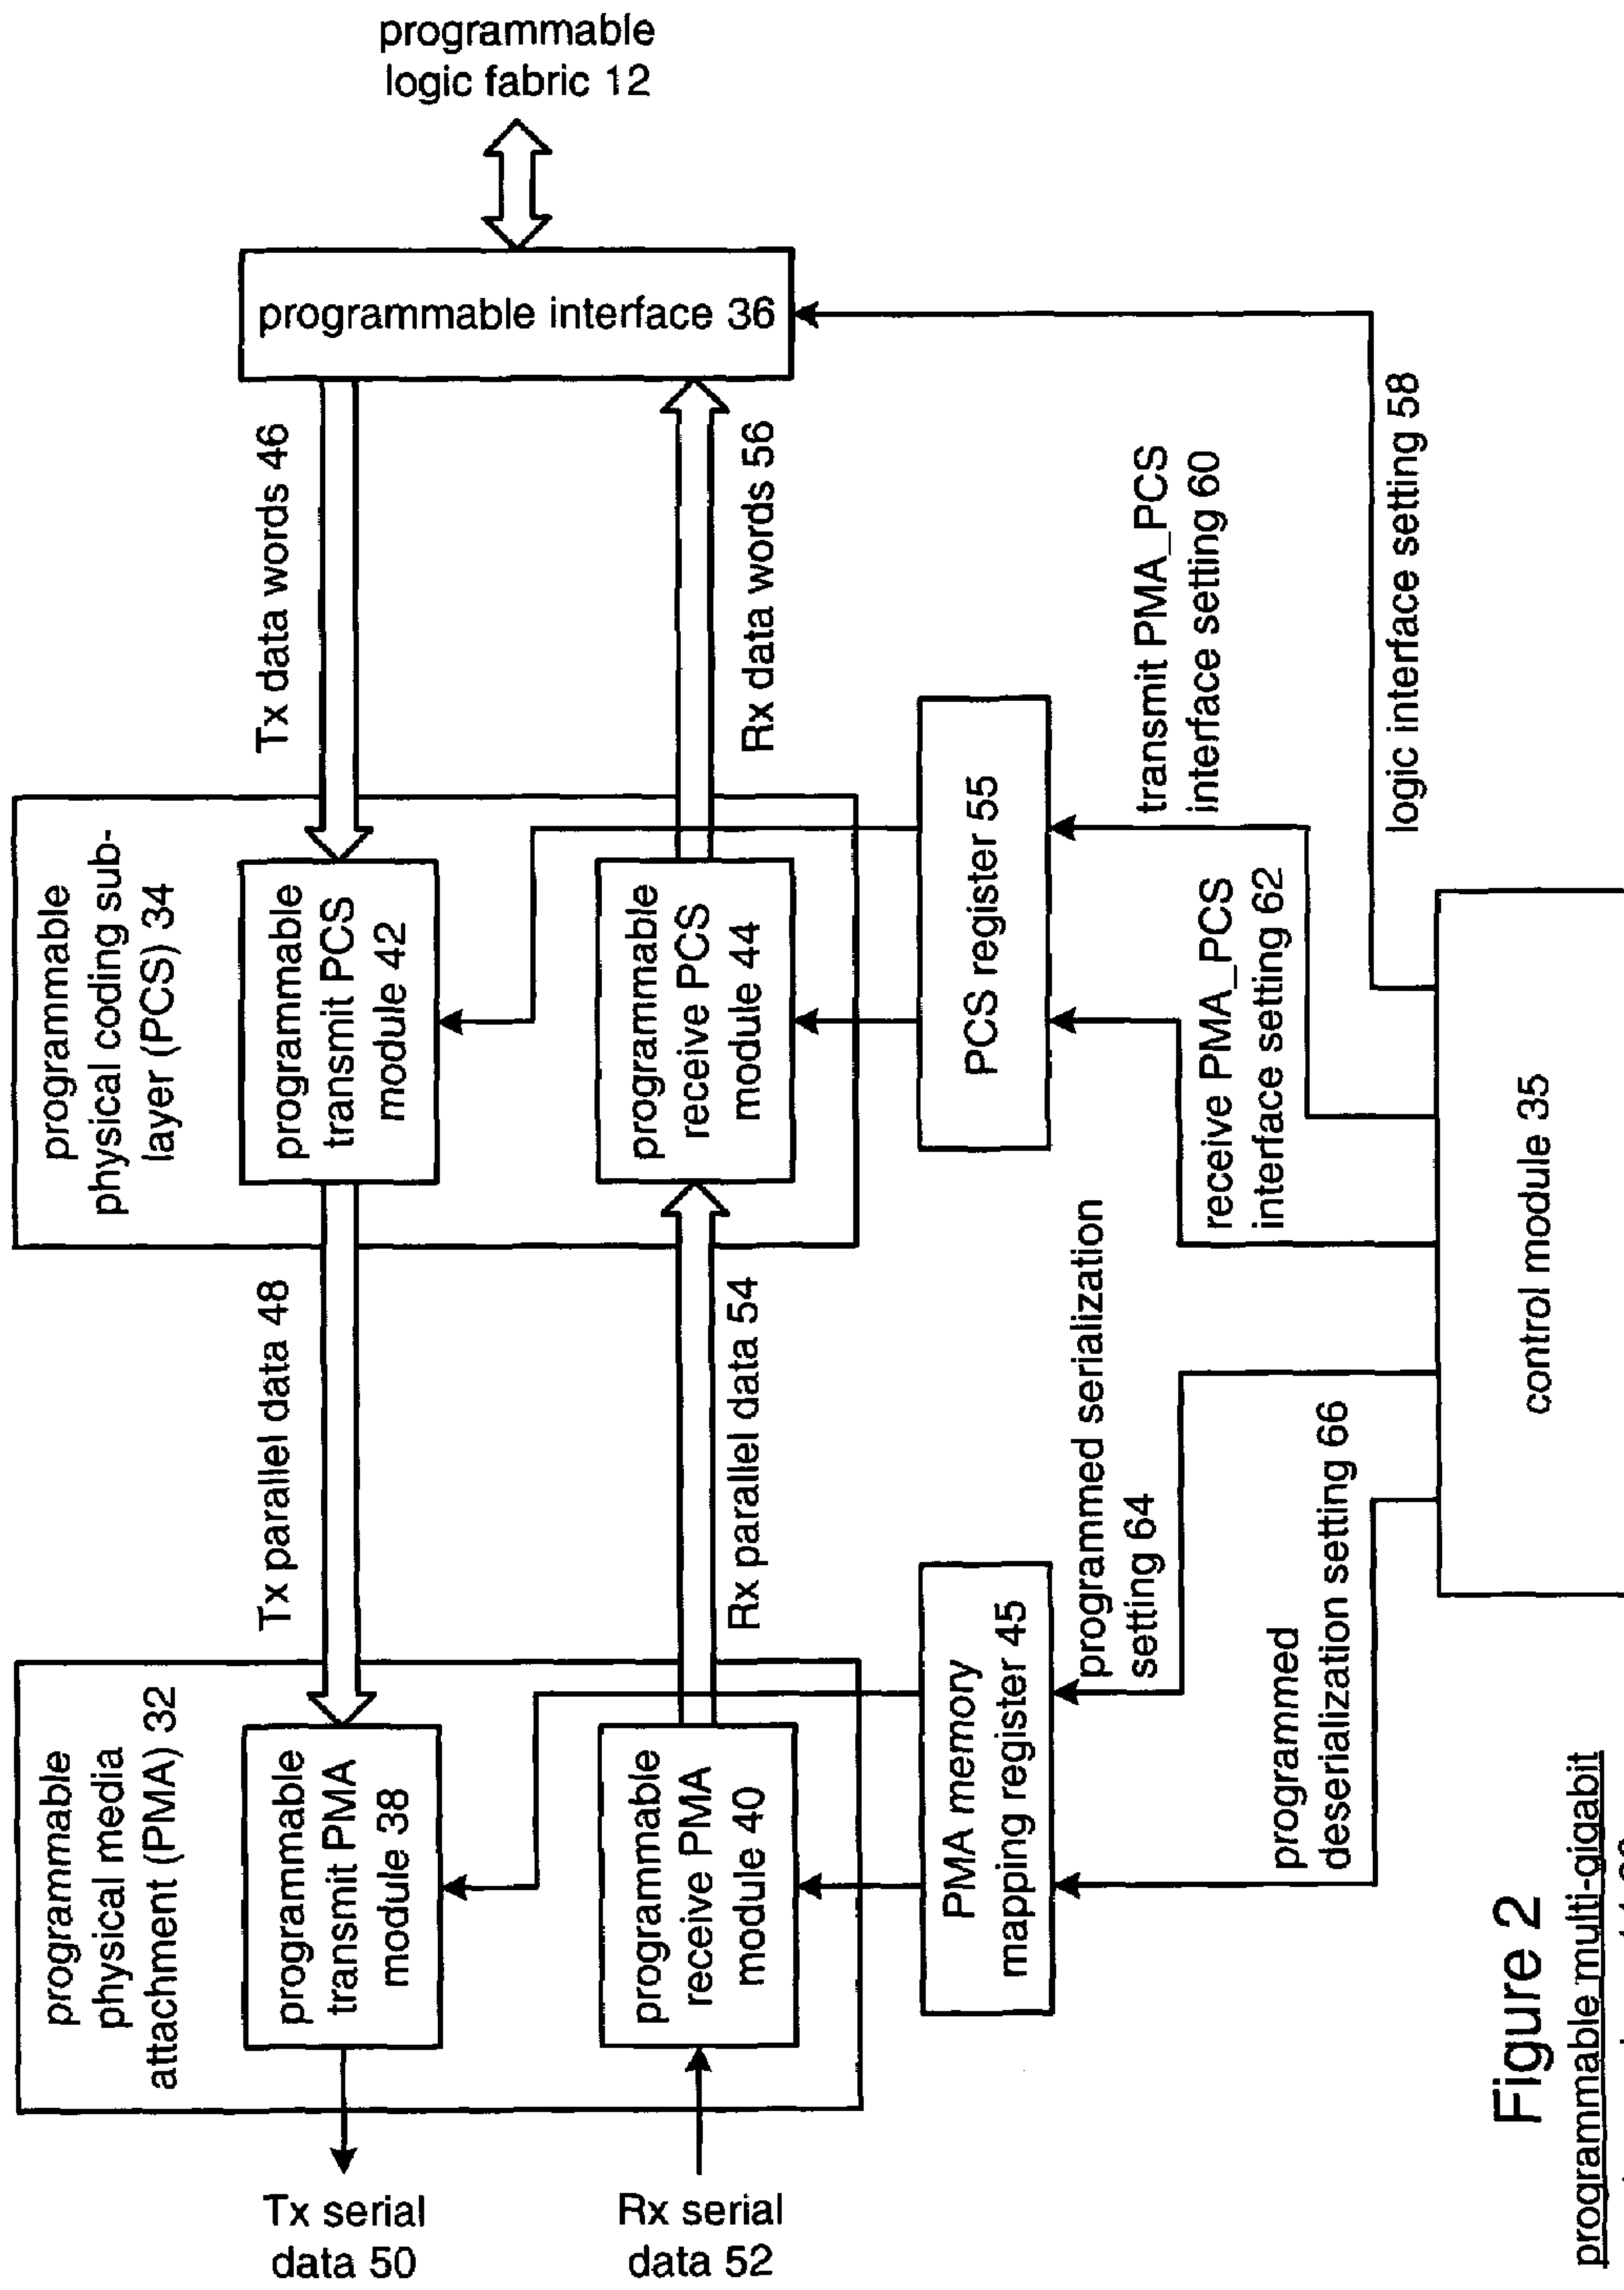 programmable
logic fabric 12
programmable interface 36
Tx data words 46
Rx data words 56
programmable
physical coding sub-
layer (PCS) 34
programmable
transmit PCS
module 42
programmable
receive PCS
module 44
PCS register 55
transmit PMA_PCS
interface setting 60
receive PMA_PCS
interface setting 62
logic interface setting 58
Tx parallel data 48
Rx parallel data 54
programmable
physical media
attachment (PMA) 32
programmable
transmit PMA
module 38
programmable
receive PMA
module 40
PMA memory
mapping register 45
programmed serialization
setting 64
programmed
deserialization setting 66
control module 35
Tx serial
data 50
Rx serial
data 52
Figure 2
programmable multi-gigabit